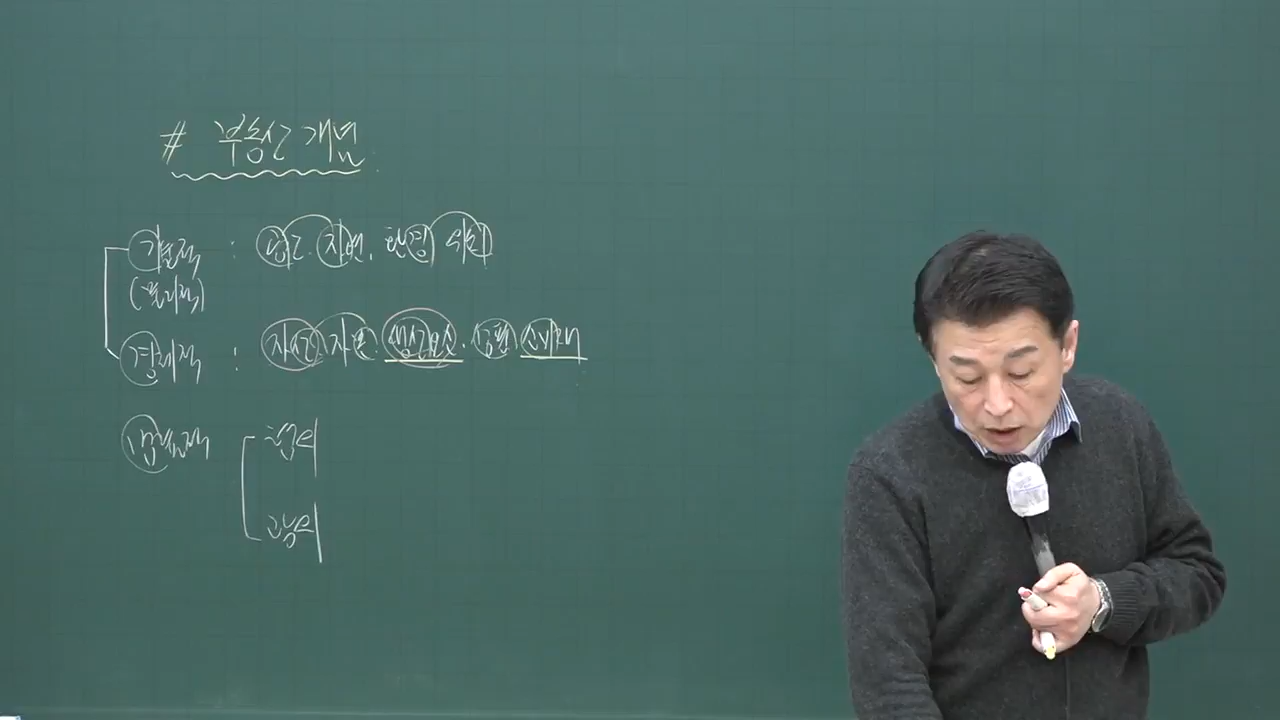 # 부동산 개념
기술적 : 공간. 자연. 환경 위치
(물리적)
경제적 : 자산. 자본. 생산요소. 상품 소비재
법률적 협의
광의